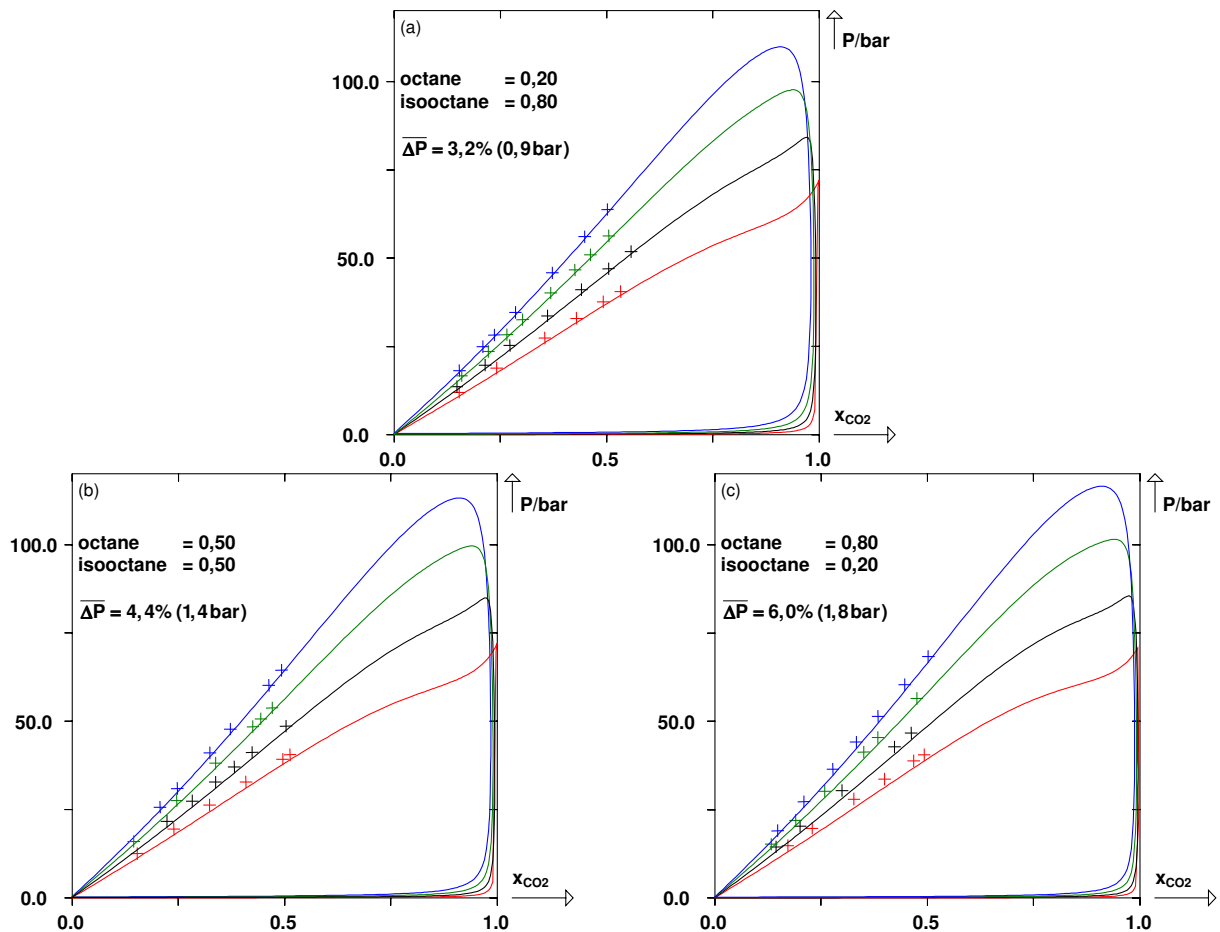 (a)
P/bar
100.0
octane = 0,20
isooctane = 0,80
ΔP = 3,2% (0,9bar)
50.0
xCO2
0.0
0.0 0.5 1.0
(b)
P/bar
100.0
octane = 0,50
isooctane = 0,50
ΔP = 4,4% (1,4bar)
50.0
xCO2
0.0
0.0 0.5 1.0
(c)
P/bar
100.0
octane = 0,80
isooctane = 0,20
ΔP = 6,0% (1,8bar)
50.0
xCO2
0.0
0.0 0.5 1.0